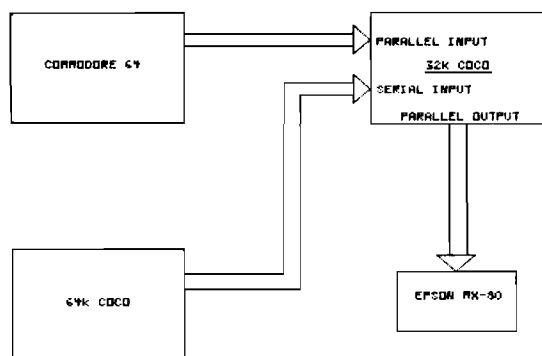 COMMODORE 64
PARALLEL INPUT
32K COCO
SERIAL INPUT
PARALLEL OUTPUT
64K COCO
EPSON MX-80